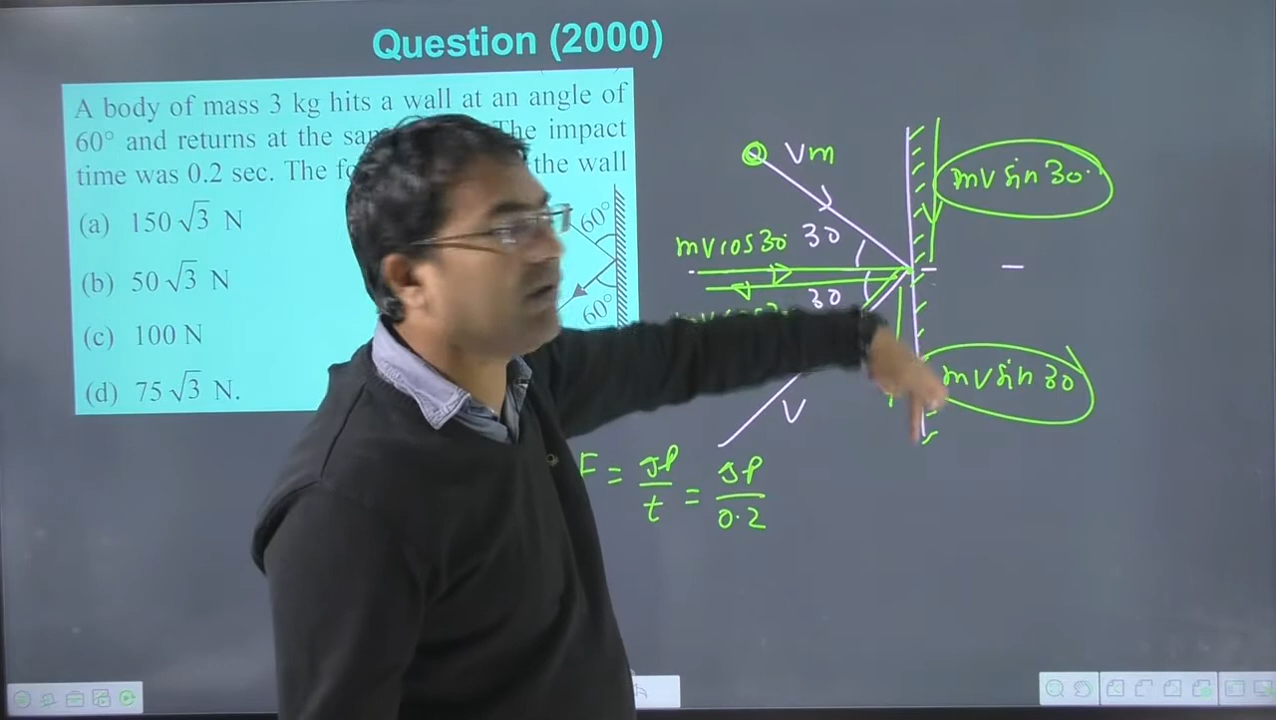 Question (2000)
A body of mass 3 kg hits a wall at an angle of
60° and returns at the The impact
time was 0.2 sec. The the wall
(a) 150 √3 N
(b) 50 √3 N
(c) 100 N
(d) 75 √3 N.
60°
60°
Vm
mv sin 30
mv cos 30
30
30
mv sin 30
V
F = ΔP/t = ΔP/0.2